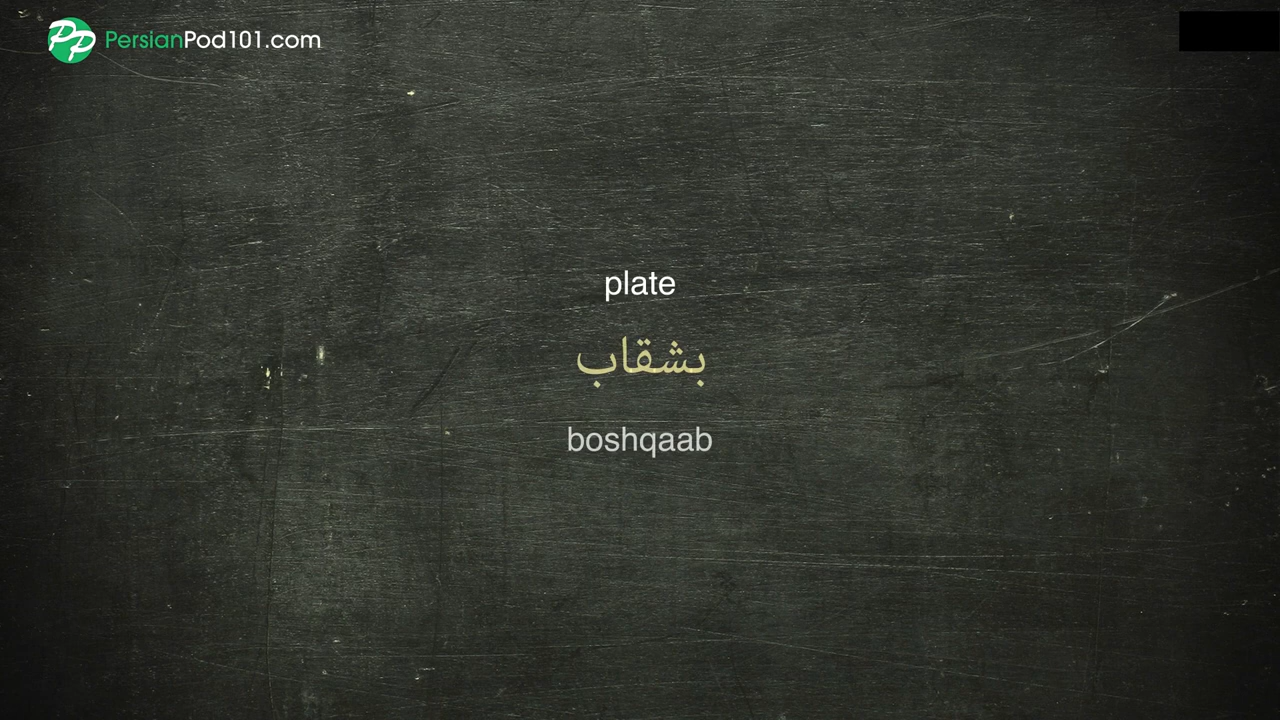 PersianPod101.com
plate
بشقاب
boshqaab